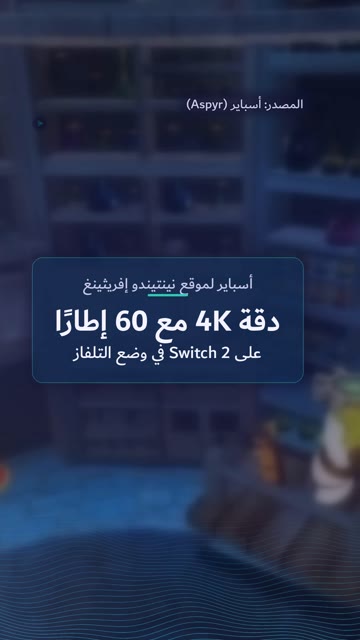 المصدر: أسباير (Aspyr)
أسباير لموقع نينتيندو إفريثينغ
دقة 4K مع 60 إطارًا
على Switch 2 في وضع التلفاز